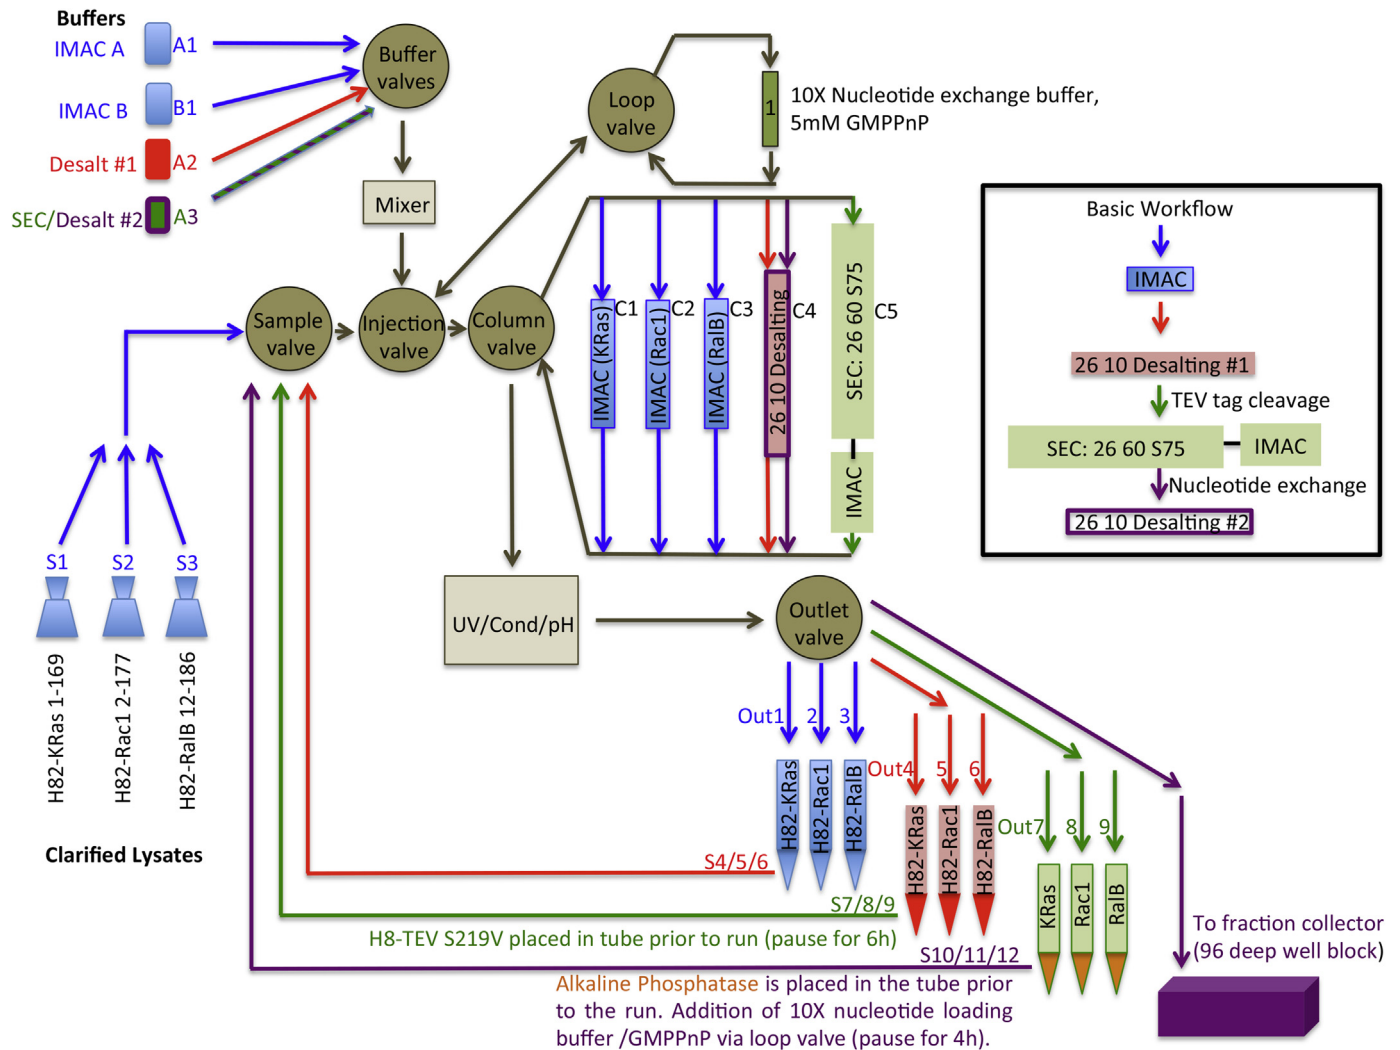 Buffers
IMAC A
A1
IMAC B
B1
Desalt #1
A2
SEC/Desalt #2
A3
Buffer
valves
Mixer
Loop
valve
1
10X Nucleotide exchange buffer,
5mM GMPPnP
Sample
valve
Injection
valve
Column
valve
IMAC (KRas)
C1
IMAC (Rac1)
C2
IMAC (RalB)
C3
26 10 Desalting
C4
SEC: 26 60 S75
C5
IMAC
Basic Workflow
IMAC
26 10 Desalting #1
TEV tag cleavage
SEC: 26 60 S75
IMAC
Nucleotide exchange
26 10 Desalting #2
S1
S2
S3
H82-KRas 1-169
H82-Rac1 2-177
H82-RalB 12-186
Clarified Lysates
UV/Cond/pH
Outlet
valve
Out1
2
3
H82-KRas
H82-Rac1
H82-RalB
Out4
5
6
H82-KRas
H82-Rac1
H82-RalB
Out7
8
9
KRas
Rac1
RalB
S4/5/6
S7/8/9
H8-TEV S219V placed in tube prior to run (pause for 6h)
S10/11/12
Alkaline Phosphatase is placed in the tube prior
to the run. Addition of 10X nucleotide loading
buffer /GMPPnP via loop valve (pause for 4h).
To fraction collector
(96 deep well block)